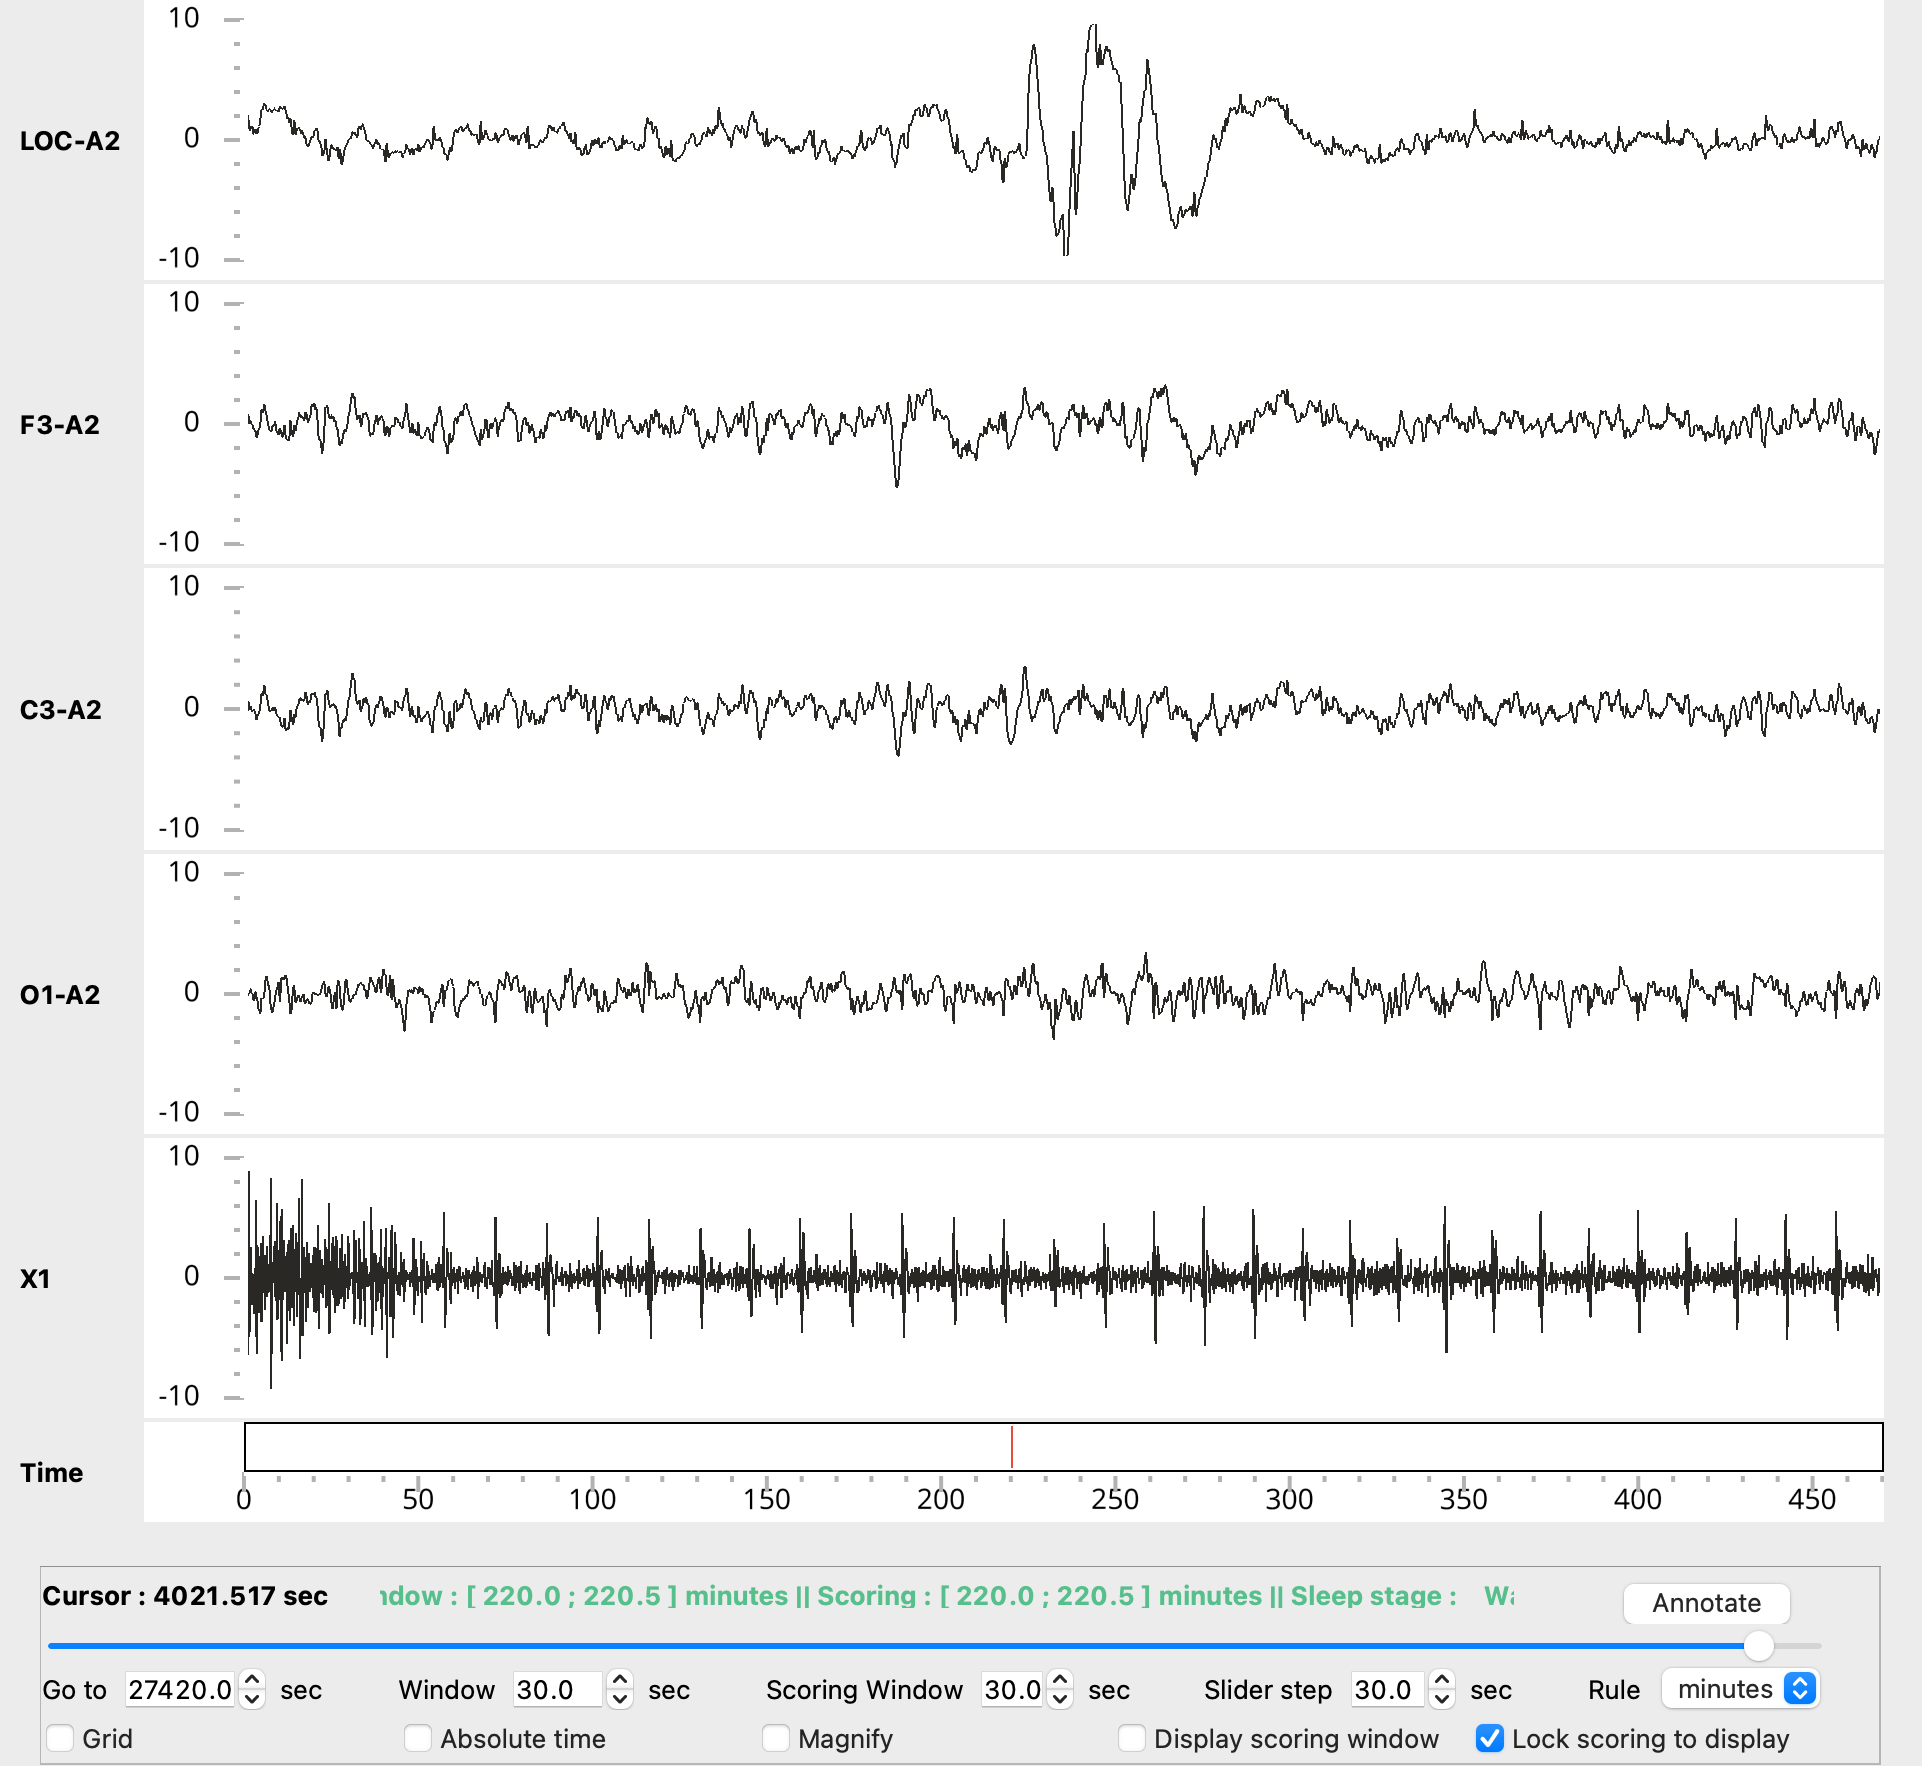 10
LOC-A2 0
-10
10
F3-A2 0
-10
10
C3-A2 0
-10
10
O1-A2 0
-10
10
X1 0
-10
Time
0 50 100 150 200 250 300 350 400 450
Cursor : 4021.517 sec : [ 220.0 ; 220.5 ] minutes || Scoring : [ 220.0 ; 220.5 ] minutes || Sleep stage : Annotate
Go to 27420.0 sec Window 30.0 sec Scoring Window 30.0 sec Slider step 30.0 sec Rule minutes
Grid Absolute time Magnify Display scoring window Lock scoring to display